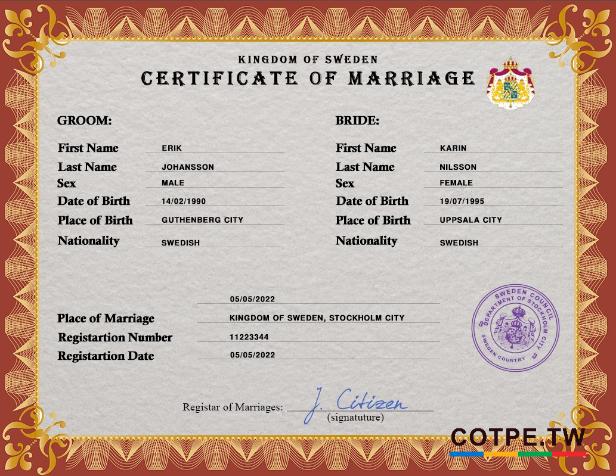 KINGDOM OF SWEDEN
CERTIFICATE OF MARRIAGE
GROOM:
First Name ERIK
Last Name JOHANSSON
Sex MALE
Date of Birth 14/02/1990
Place of Birth GUTHENBERG CITY
Nationality SWEDISH
BRIDE:
First Name KARIN
Last Name NILSSON
Sex FEMALE
Date of Birth 19/07/1995
Place of Birth UPPSALA CITY
Nationality SWEDISH
05/05/2022
Place of Marriage KINGDOM OF SWEDEN, STOCKHOLM CITY
Registartion Number 11223344
Registartion Date 05/05/2022
SWEDEN COUNCIL
DEPARTMENT OF STOCKHOLM CITY
SWEDEN COUNTRY
Registar of Marriages: J. Citizen
(signatuture)
COTPE.TW